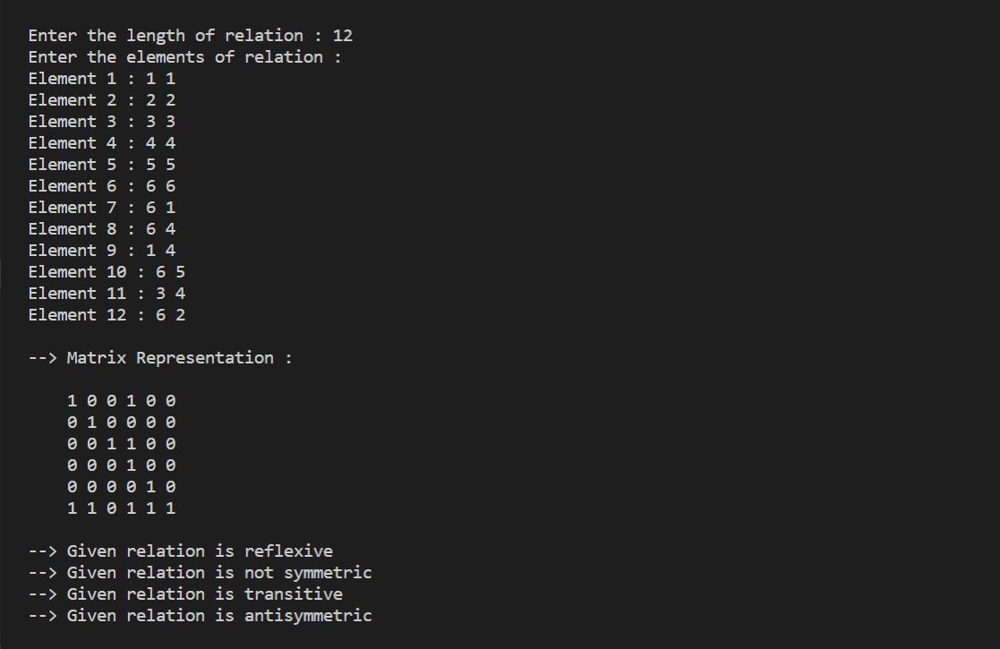 Enter the length of relation : 12
Enter the elements of relation :
Element 1 : 1 1
Element 2 : 2 2
Element 3 : 3 3
Element 4 : 4 4
Element 5 : 5 5
Element 6 : 6 6
Element 7 : 6 1
Element 8 : 6 4
Element 9 : 1 4
Element 10 : 6 5
Element 11 : 3 4
Element 12 : 6 2
--> Matrix Representation :
1 0 0 1 0 0
0 1 0 0 0 0
0 0 1 1 0 0
0 0 0 1 0 0
0 0 0 0 1 0
1 1 0 1 1 1
--> Given relation is reflexive
--> Given relation is not symmetric
--> Given relation is transitive
--> Given relation is antisymmetric